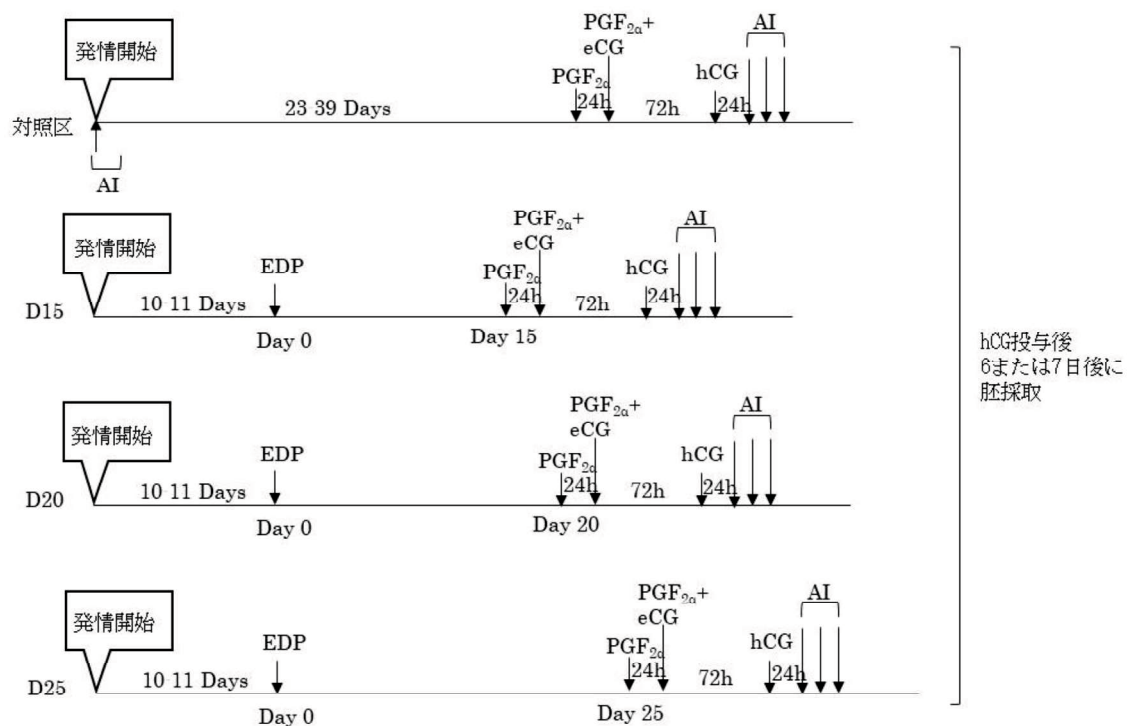 発情開始
PGF2α+
eCG
PGF2α
24h
72h
hCG
24h
AI
23-39 Days
対照区
AI
発情開始
PGF2α+
eCG
PGF2α
24h
72h
hCG
24h
AI
EDP
10-11 Days
D15
Day 0
Day 15
発情開始
PGF2α+
eCG
PGF2α
24h
72h
hCG
24h
AI
EDP
10-11 Days
D20
Day 0
Day 20
発情開始
PGF2α+
eCG
PGF2α
24h
72h
hCG
24h
AI
EDP
10-11 Days
D25
Day 0
Day 25
hCG投与後
6または7日後に
胚採取